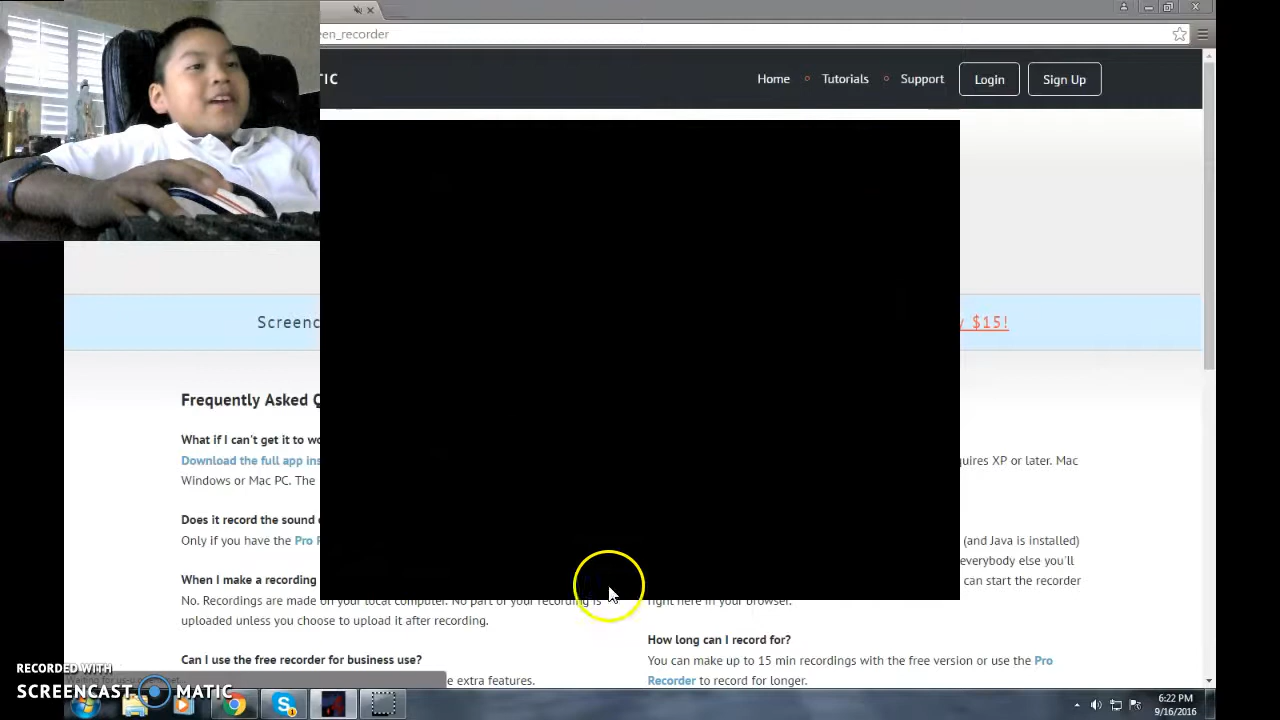 en_recorder
TIC
Home
Tutorials
Support
Login
Sign Up
Screenc
$15!
Frequently Asked Q
What if I can't get it to wo
Download the full app ins
Windows or Mac PC. The
quires XP or later. Mac
Does it record the sound
Only if you have the Pro
(and Java is installed)
everybody else you'll
can start the recorder
right here in your browser.
When I make a recording
No. Recordings are made on your local computer. No part of your recording is
uploaded unless you choose to upload it after recording.
How long can I record for?
You can make up to 15 min recordings with the free version or use the Pro
Recorder to record for longer.
Can I use the free recorder for business use?
e extra features.
RECORDED WITH
SCREENCAST MATIC
6:22 PM
9/16/2016